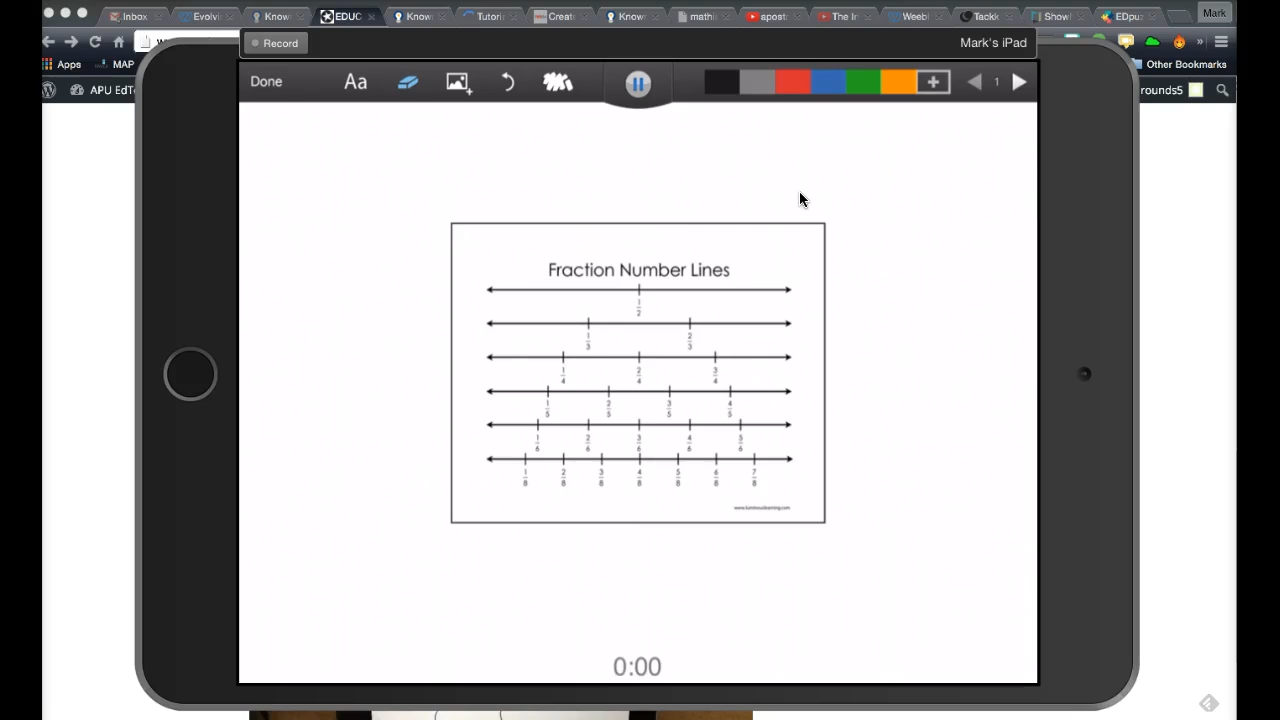 Inbox Evolvi Know EDUC Know Tutori Create Know mathi apost The Ir Weebl Tackk Show EDpuz Mark
Record Mark's iPad
Apps MAP Other Bookmarks
APU EdTe rounds5
Done Aa 1
Fraction Number Lines
1/2
1/3 2/3
1/4 2/4 3/4
1/5 2/5 3/5 4/5
1/6 2/6 3/6 4/6 5/6
1/8 2/8 3/8 4/8 5/8 6/8 7/8
0:00